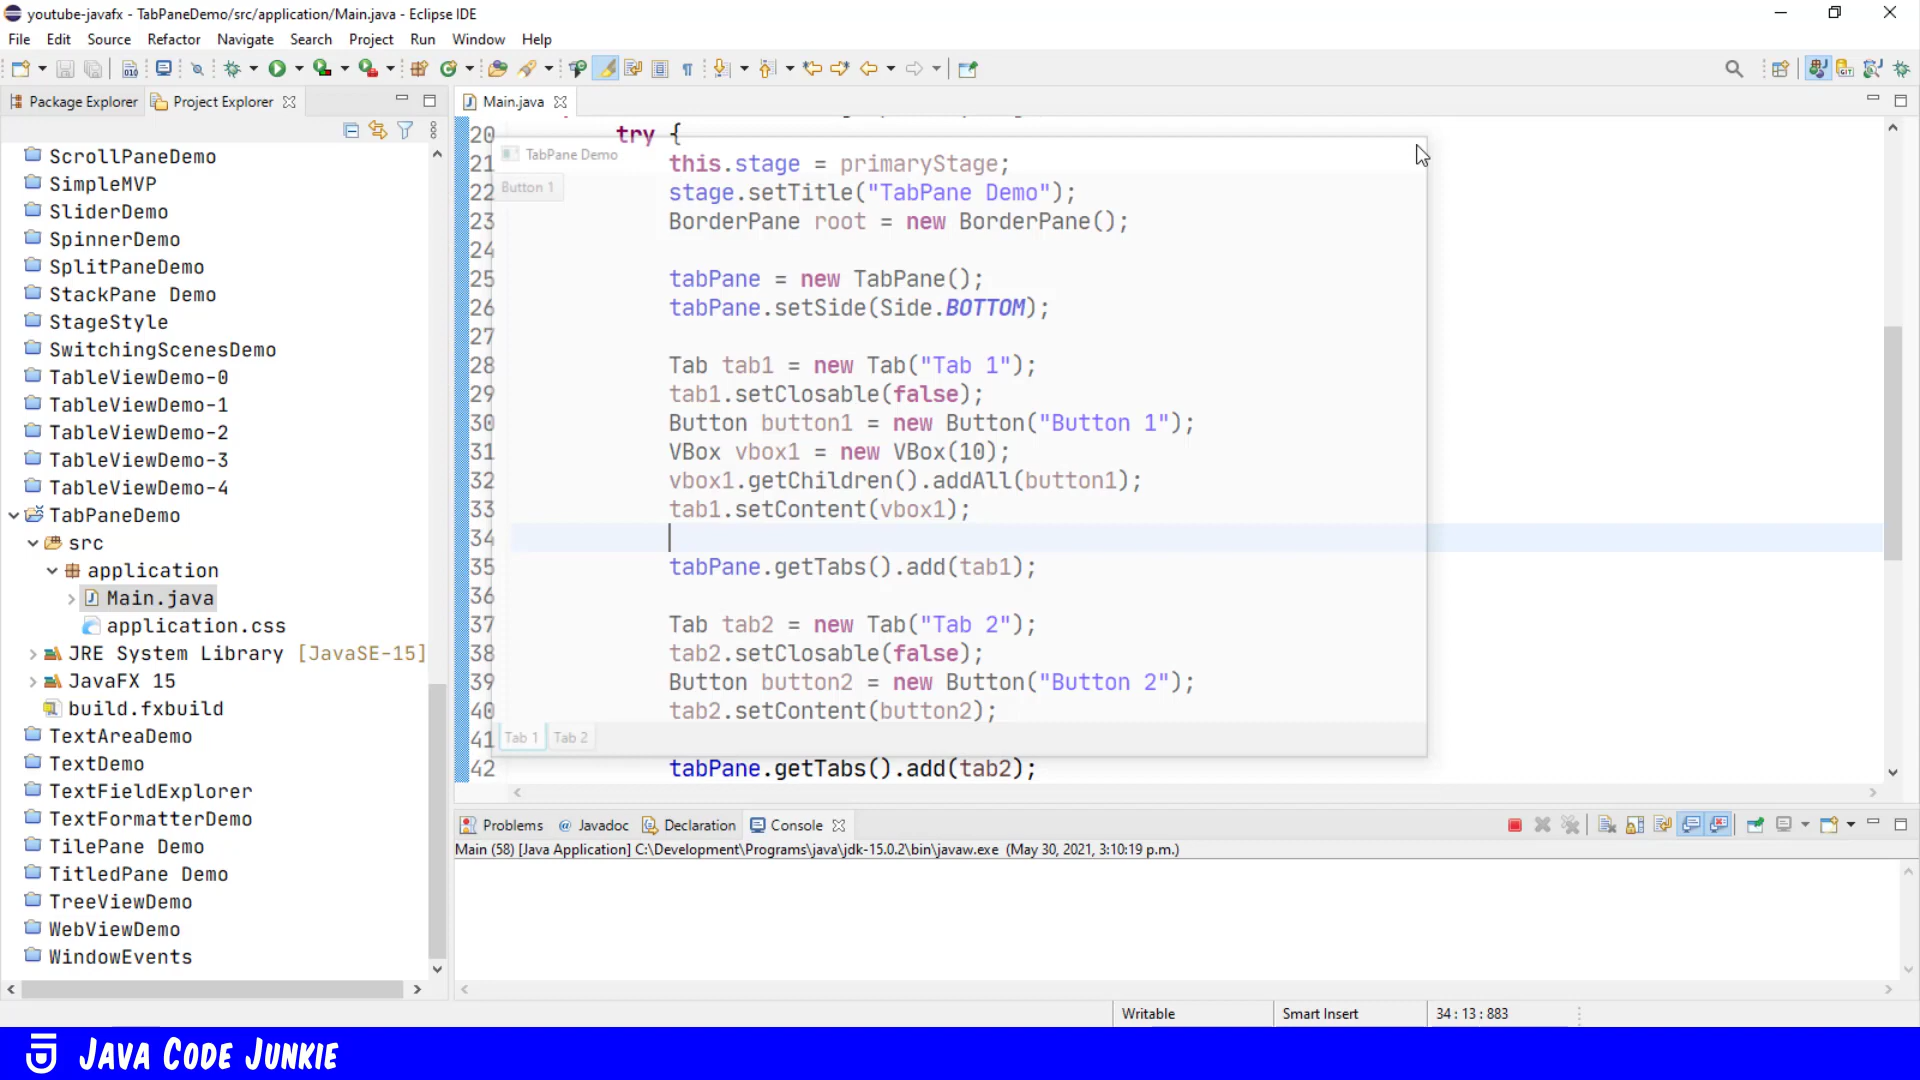 youtube-javafx - TabPaneDemo/src/application/Main.java - Eclipse IDE
File Edit Source Refactor Navigate Search Project Run Window Help
Package Explorer Project Explorer
Main.java
ScrollPaneDemo
SimpleMVP
SliderDemo
SpinnerDemo
SplitPaneDemo
StackPane Demo
StageStyle
SwitchingScenesDemo
TableViewDemo-0
TableViewDemo-1
TableViewDemo-2
TableViewDemo-3
TableViewDemo-4
TabPaneDemo
src
application
Main.java
application.css
JRE System Library [JavaSE-15]
JavaFX 15
build.fxbuild
TextAreaDemo
TextDemo
TextFieldExplorer
TextFormatterDemo
TilePane Demo
TitledPane Demo
TreeViewDemo
WebViewDemo
WindowEvents
TabPane Demo
Button 1
20 try {
21 this.stage = primaryStage;
22 stage.setTitle("TabPane Demo");
23 BorderPane root = new BorderPane();
24
25 tabPane = new TabPane();
26 tabPane.setSide(Side.BOTTOM);
27
28 Tab tab1 = new Tab("Tab 1");
29 tab1.setClosable(false);
30 Button button1 = new Button("Button 1");
31 VBox vbox1 = new VBox(10);
32 vbox1.getChildren().addAll(button1);
33 tab1.setContent(vbox1);
34
35 tabPane.getTabs().add(tab1);
36
37 Tab tab2 = new Tab("Tab 2");
38 tab2.setClosable(false);
39 Button button2 = new Button("Button 2");
40 tab2.setContent(button2);
41
42 tabPane.getTabs().add(tab2);
Tab 1 Tab 2
Problems @ Javadoc Declaration Console
Main (58) [Java Application] C:\Development\Programs\java\jdk-15.0.2\bin\javaw.exe (May 30, 2021, 3:10:19 p.m.)
Writable Smart Insert 34 : 13 : 883
JAVA CODE JUNKIE